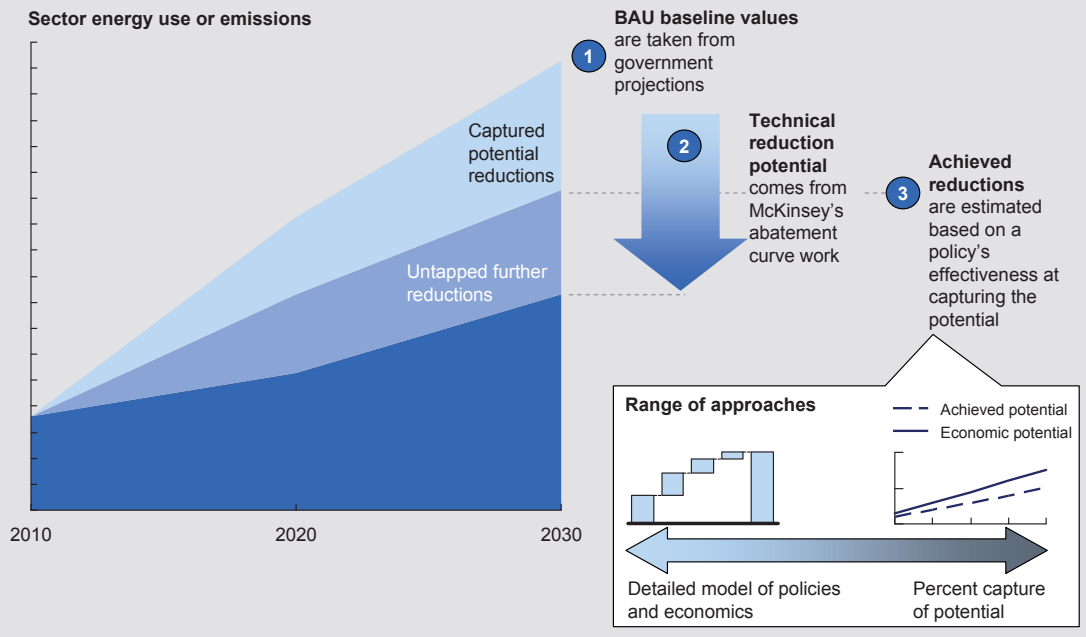 Sector energy use or emissions
Captured
potential
reductions
Untapped further
reductions
2010
2020
2030
1
BAU baseline values
are taken from
government
projections
2
Technical
reduction
potential
comes from
McKinsey's
abatement
curve work
3
Achieved
reductions
are estimated
based on a
policy's
effectiveness at
capturing the
potential
Range of approaches
Achieved potential
Economic potential
Detailed model of policies
and economics
Percent capture
of potential